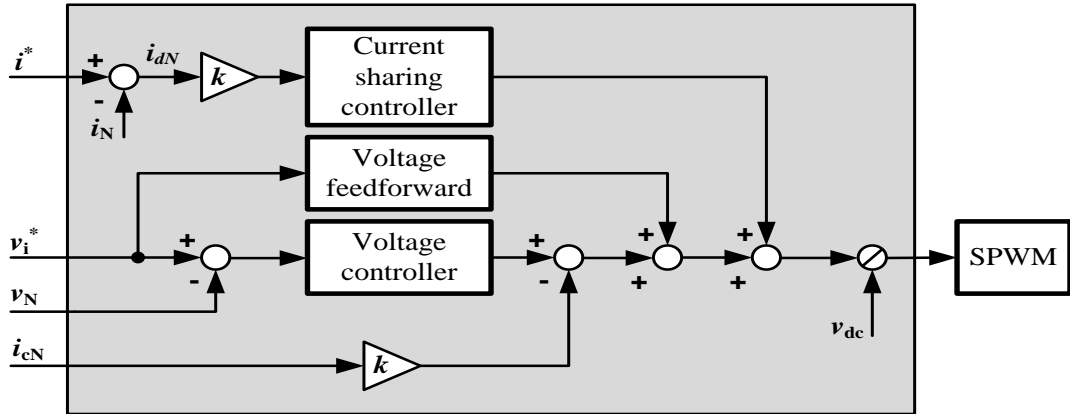 i*
+
-
i_dN
k
i_N
Current
sharing
controller
Voltage
feedforward
v_i*
+
-
Voltage
controller
+
-
+
+
+
+
SPWM
v_N
v_dc
i_cN
k